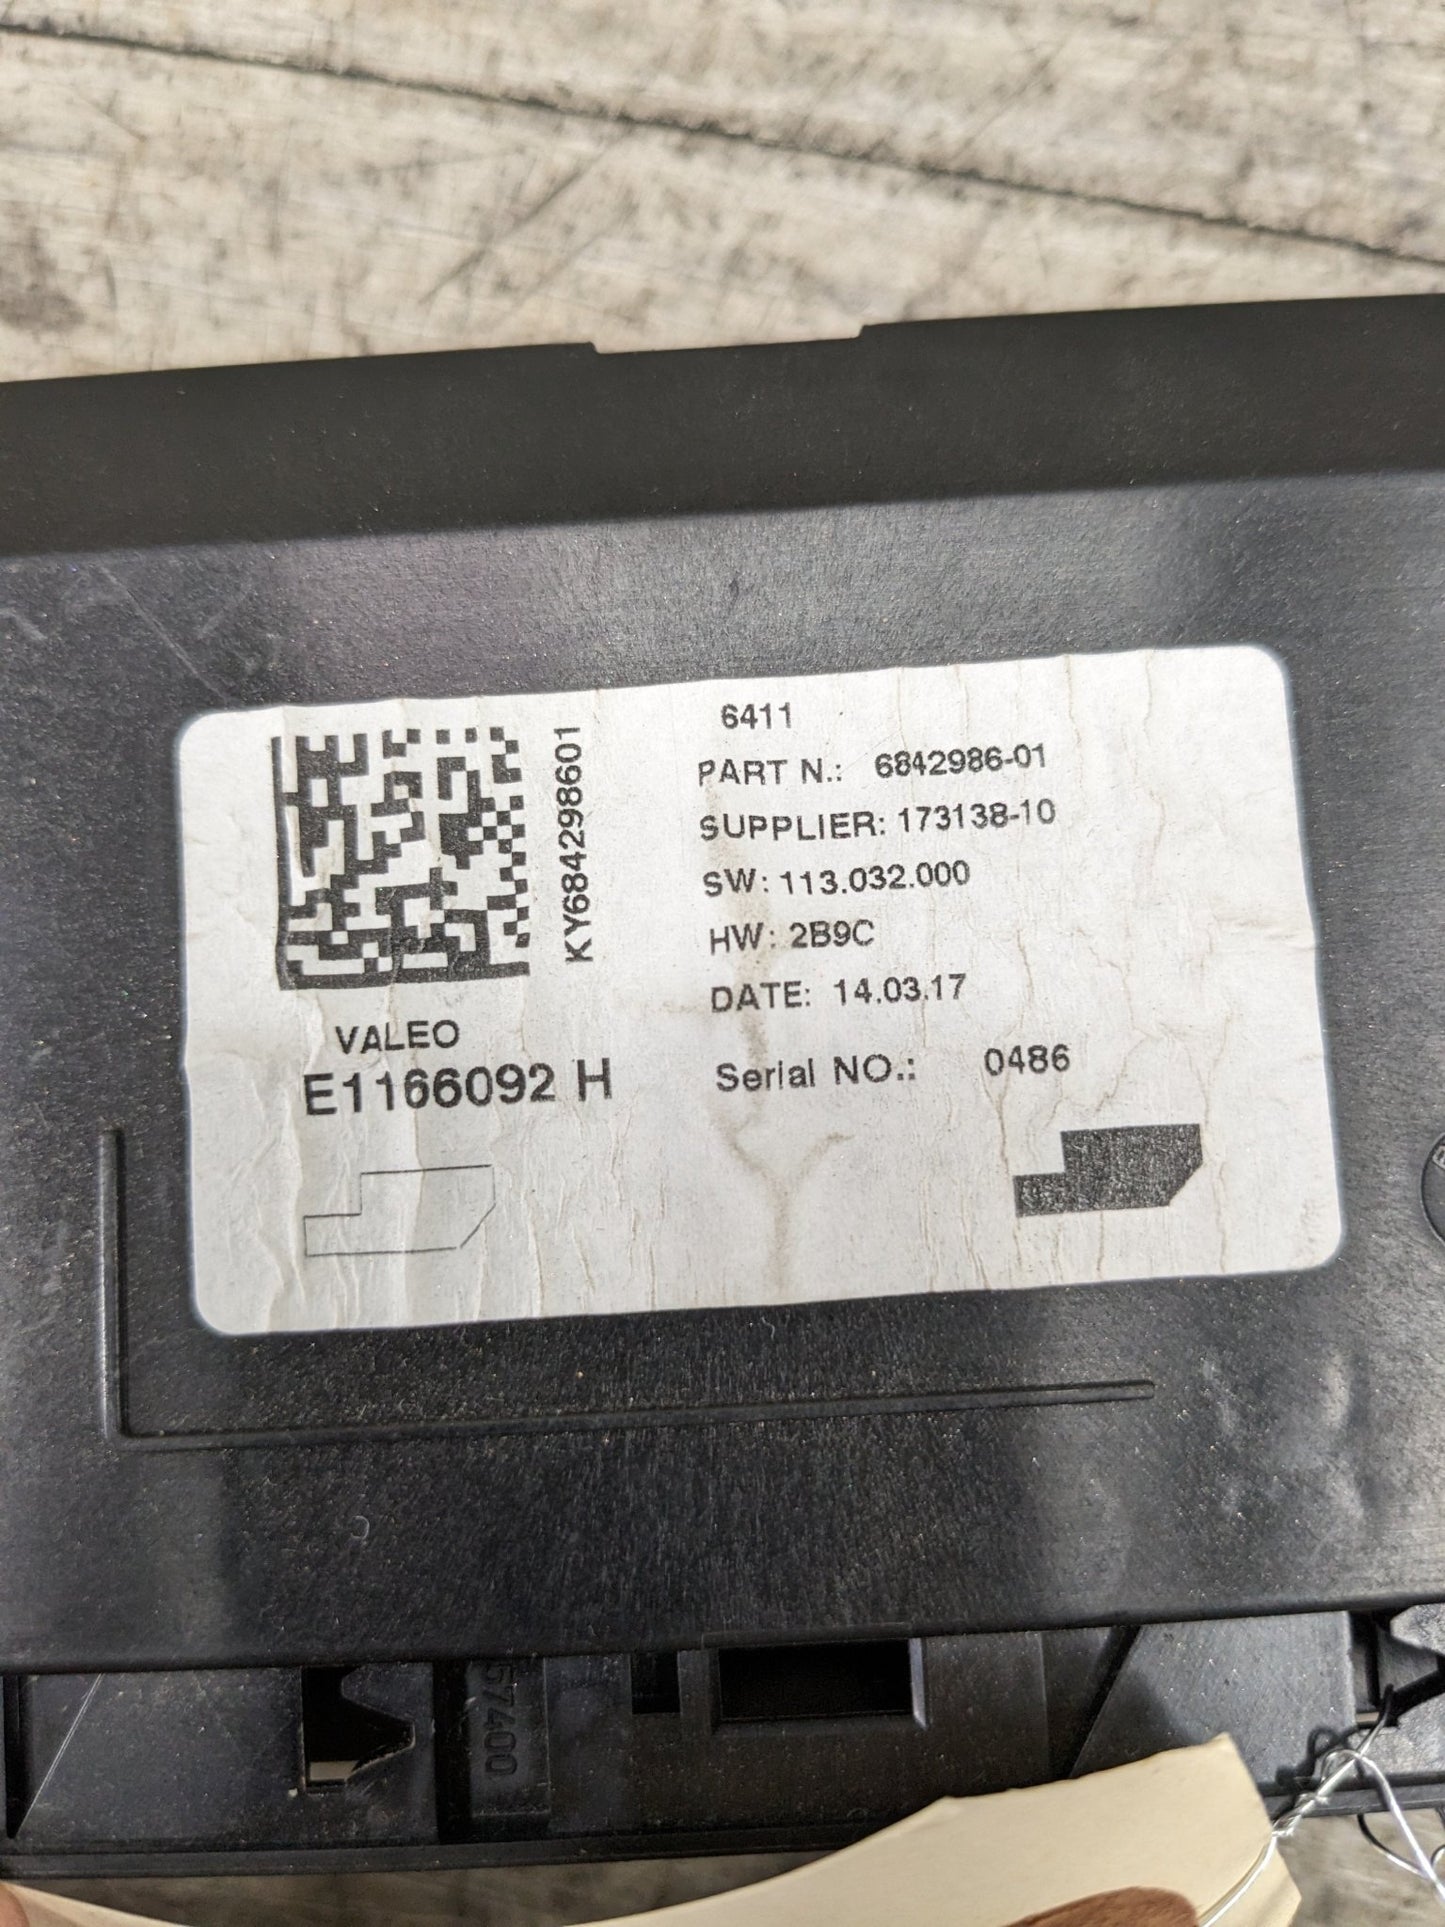 6411
PART N.: 6842986-01
SUPPLIER: 173138-10
SW: 113.032.000
HW: 2B9C
DATE: 14.03.17
Serial NO.: 0486
KY684298601
VALEO
E1166092 H
57400